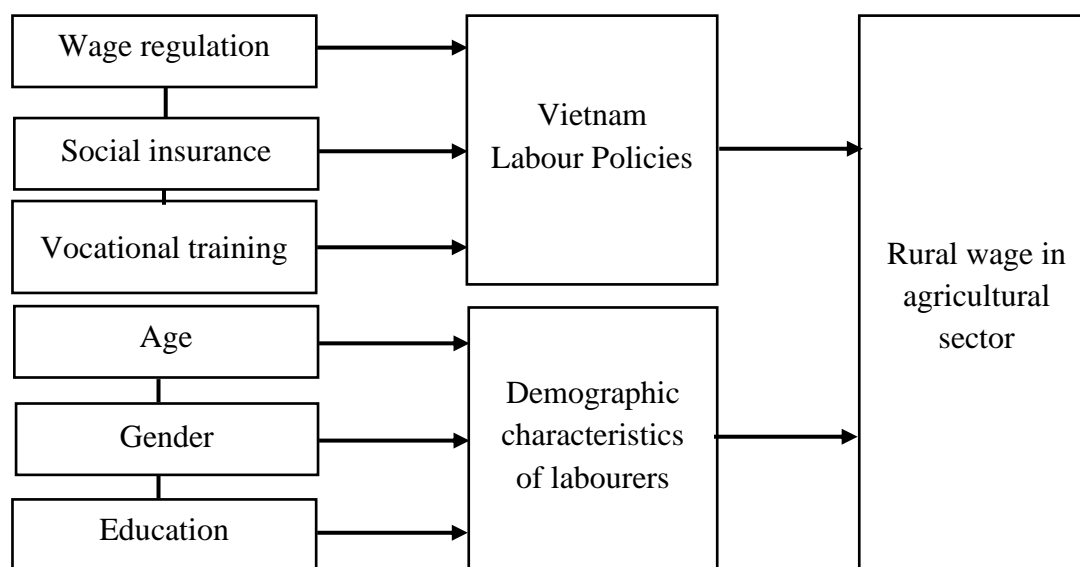 Wage regulation
Social insurance
Vocational training
Age
Gender
Education
Vietnam
Labour Policies
Demographic
characteristics
of labourers
Rural wage in
agricultural
sector